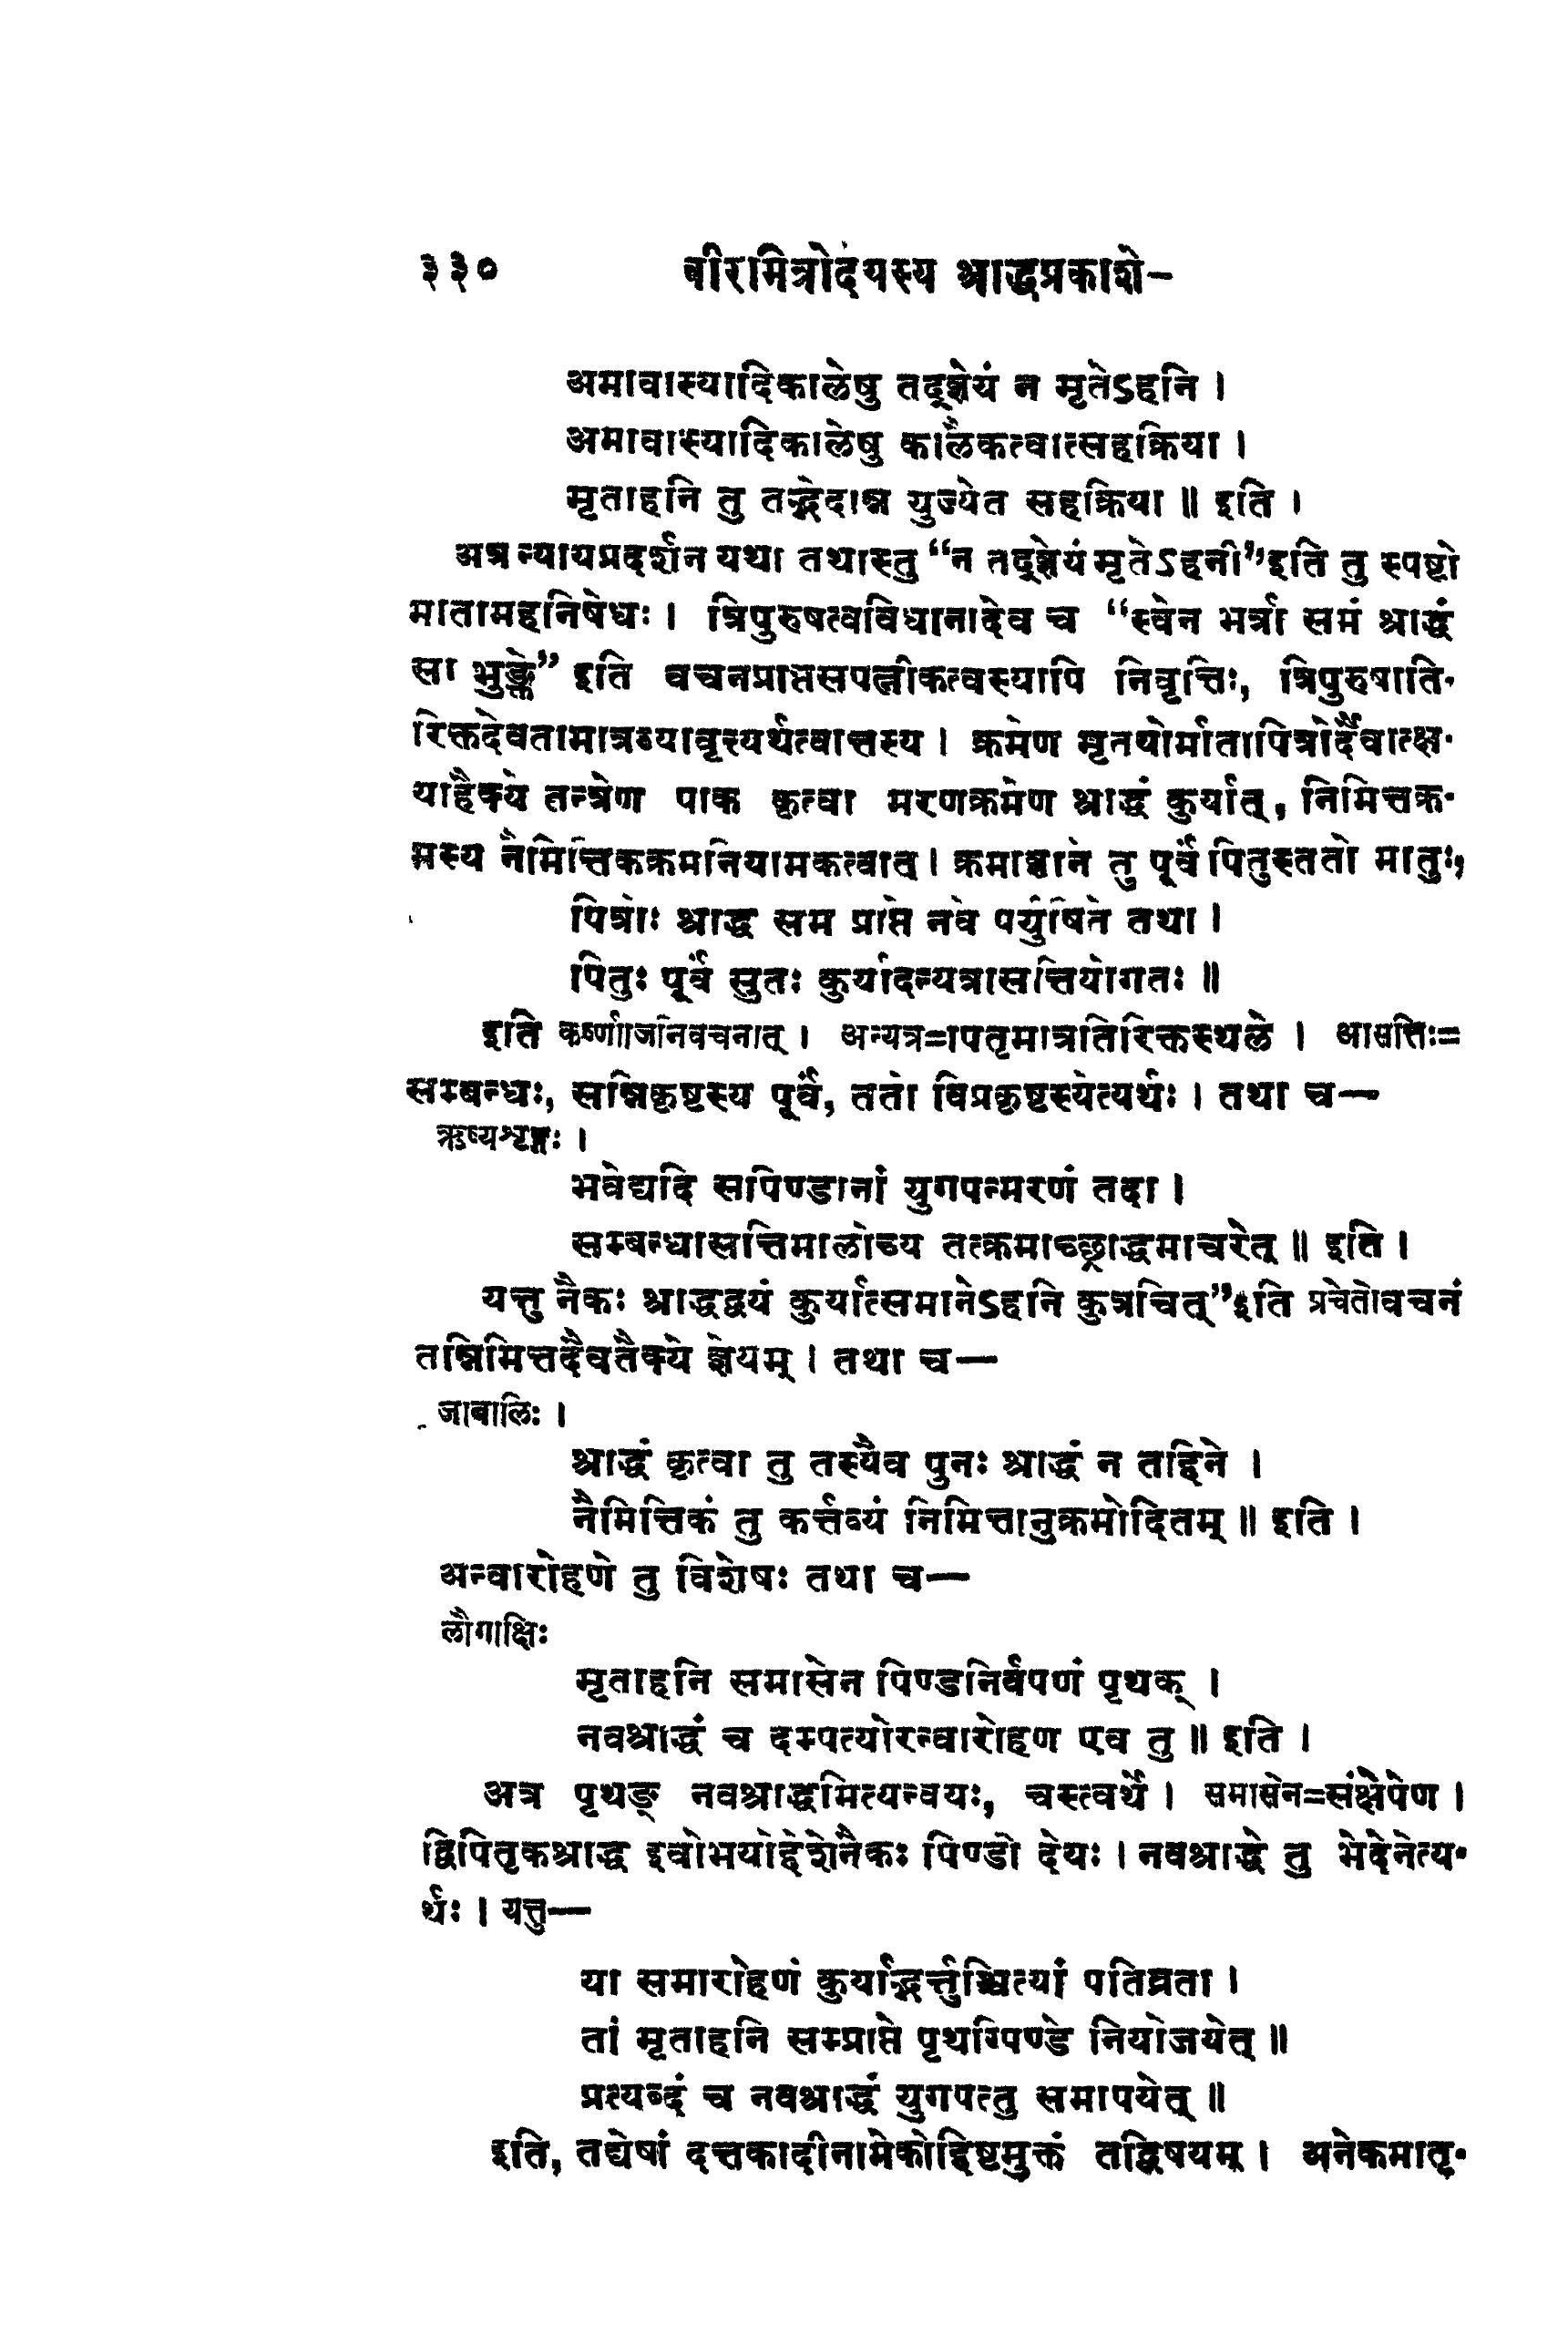 ३३० वीरमित्रोदयस्य श्राद्धप्रकाशे-
अमावास्यादिकालेषु तद्ज्ञेयं न मृतेऽहनि ।
अमावास्यादिकालेषु कालैकत्वात्सहक्रिया ।
मृताहनि तु तद्भेदान्न युज्येत सहक्रिया ॥ इति ।
अत्र न्यायप्रदर्शन यथा तथास्तु “न तद्ज्ञेयं मृतेऽहनी” इति तु स्पष्टो
मातामहनिषेधः । त्रिपुरुषत्वविधानादेव च “स्वेन भर्त्रा समं श्राद्धं
सा भुङ्क्ते” इति वचनप्राप्तसपत्नीकत्वस्यापि निवृत्तिः, त्रिपुरुषाति-
रिक्तदेवतामात्रव्यावृत्त्यर्थत्वात्तस्य । क्रमेण मृतयोर्मातापित्रोर्दैवात्क्ष-
याहैक्ये तन्त्रेण पाक कृत्वा मरणक्रमेण श्राद्धं कुर्यात्, निमित्तक्र-
मस्य नैमित्तिकक्रमनियामकत्वात् । क्रमाज्ञाने तु पूर्वं पितुस्ततो मातुः,
पित्रोः श्राद्ध सम प्राप्ते नवे पर्युषिते तथा ।
पितुः पूर्वं सुतः कुर्यादन्यत्रासत्तियोगतः ॥
इति कार्ष्णाजिनिवचनात् । अन्यत्र=पितृमात्रतिरिक्तस्थले । आसत्तिः=
सम्बन्धः, सन्निकृष्टस्य पूर्वं, ततो विप्रकृष्टस्येत्यर्थः । तथा च—
ऋष्यश्रृङ्गः ।
भवेद्यदि सपिण्डानां युगपन्मरणं तदा ।
सम्बन्धासत्तिमालोच्य तत्क्रमाच्छ्राद्धमाचरेत् ॥ इति ।
यत्तु नैकः श्राद्धद्वयं कुर्यात्समानेऽहनि कुत्रचित्” इति प्रचेतोवचनं
तन्निमित्तदैवतैक्ये ज्ञेयम् । तथा च—
जाबालिः ।
श्राद्धं कृत्वा तु तस्यैव पुनः श्राद्धं न तद्दिने ।
नैमित्तिकं तु कर्त्तव्यं निमित्तानुक्रमोदितम् ॥ इति ।
अन्वारोहणे तु विशेषः तथा च—
लौगाक्षिः
मृताहनि समासेन पिण्डनिर्वपणं पृथक् ।
नवश्राद्धं च दम्पत्योरन्वारोहण एव तु ॥ इति ।
अत्र पृथङ् नवश्राद्धमित्यन्वयः, चस्त्वर्थे । समासेन=संक्षेपेण ।
द्विपितृकश्राद्ध इवोभयोद्देशेनैकः पिण्डो देयः । नवश्राद्धे तु भेदेनेत्य-
र्थः । यत्तु—
या समारोहणं कुर्याद्भर्त्तुश्चित्यां पतिव्रता ।
तां मृताहनि सम्प्राप्ते पृथग्पिण्डे नियोजयेत् ॥
प्रत्यब्दं च नवश्राद्धं युगपत्तु समापयेत् ॥
इति, तद्येषां दत्तकादीनामेकोद्दिष्टमुक्तं तद्विषयम् । अनेकमातृ-